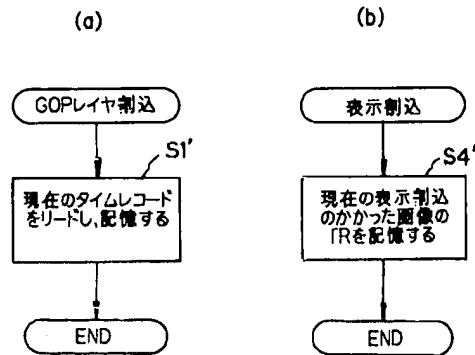 (a)
GOPレイヤ割込
S1'
現在のタイムレコード
をリードし、記憶する
END
(b)
表示割込
S4'
現在の表示割込
のかかった画像の
TRを記憶する
END